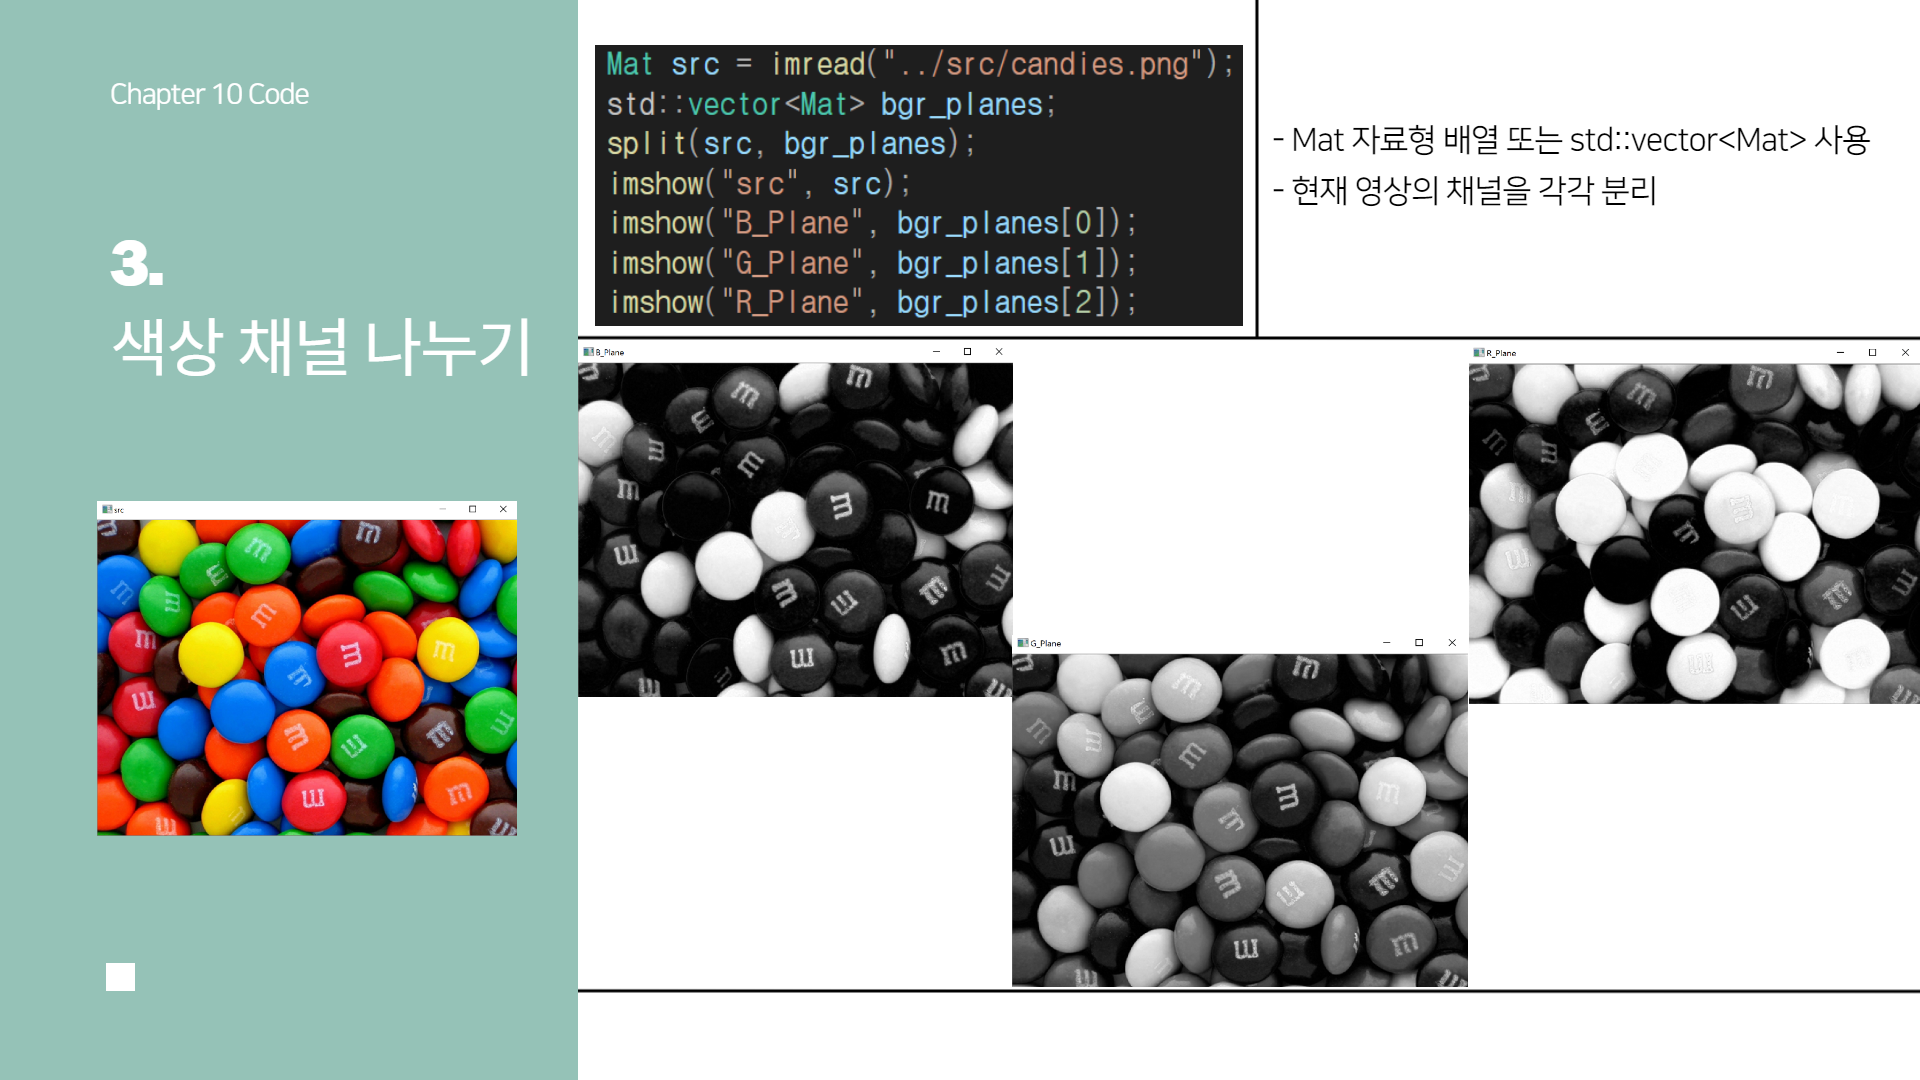 Chapter 10 Code
3.
색상 채널 나누기
src
Mat src = imread("../src/candies.png");
std::vector<Mat> bgr_planes;
split(src, bgr_planes);
imshow("src", src);
imshow("B_Plane", bgr_planes[0]);
imshow("G_Plane", bgr_planes[1]);
imshow("R_Plane", bgr_planes[2]);
- Mat 자료형 배열 또는 std::vector<Mat> 사용
- 현재 영상의 채널을 각각 분리
B_Plane
G_Plane
R_Plane